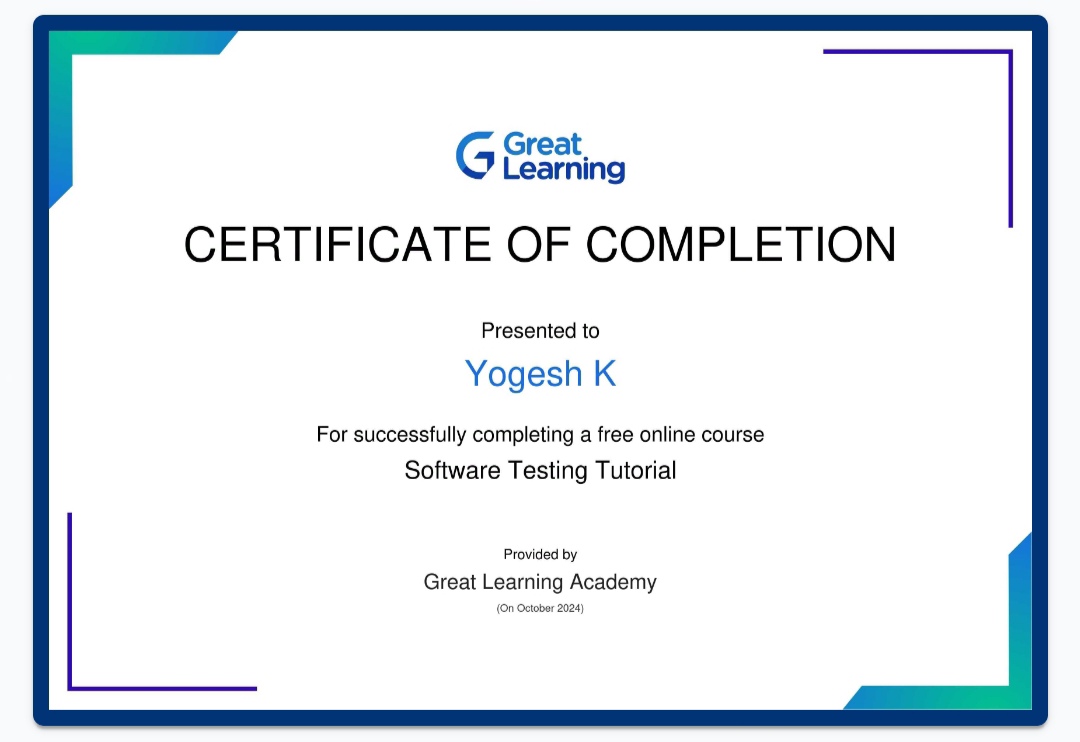 Great
Learning
CERTIFICATE OF COMPLETION
Presented to
Yogesh K
For successfully completing a free online course
Software Testing Tutorial
Provided by
Great Learning Academy
(On October 2024)